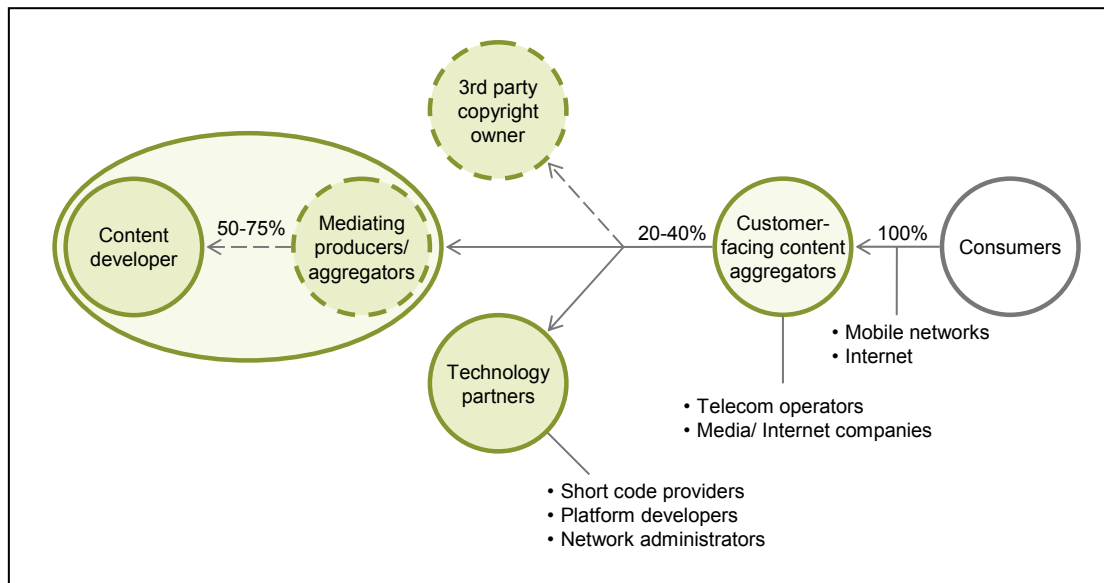 3rd party
copyright
owner
Content
developer
50-75%
Mediating
producers/
aggregators
20-40%
Customer-
facing content
aggregators
100%
Consumers
• Mobile networks
• Internet
Technology
partners
• Telecom operators
• Media/ Internet companies
• Short code providers
• Platform developers
• Network administrators